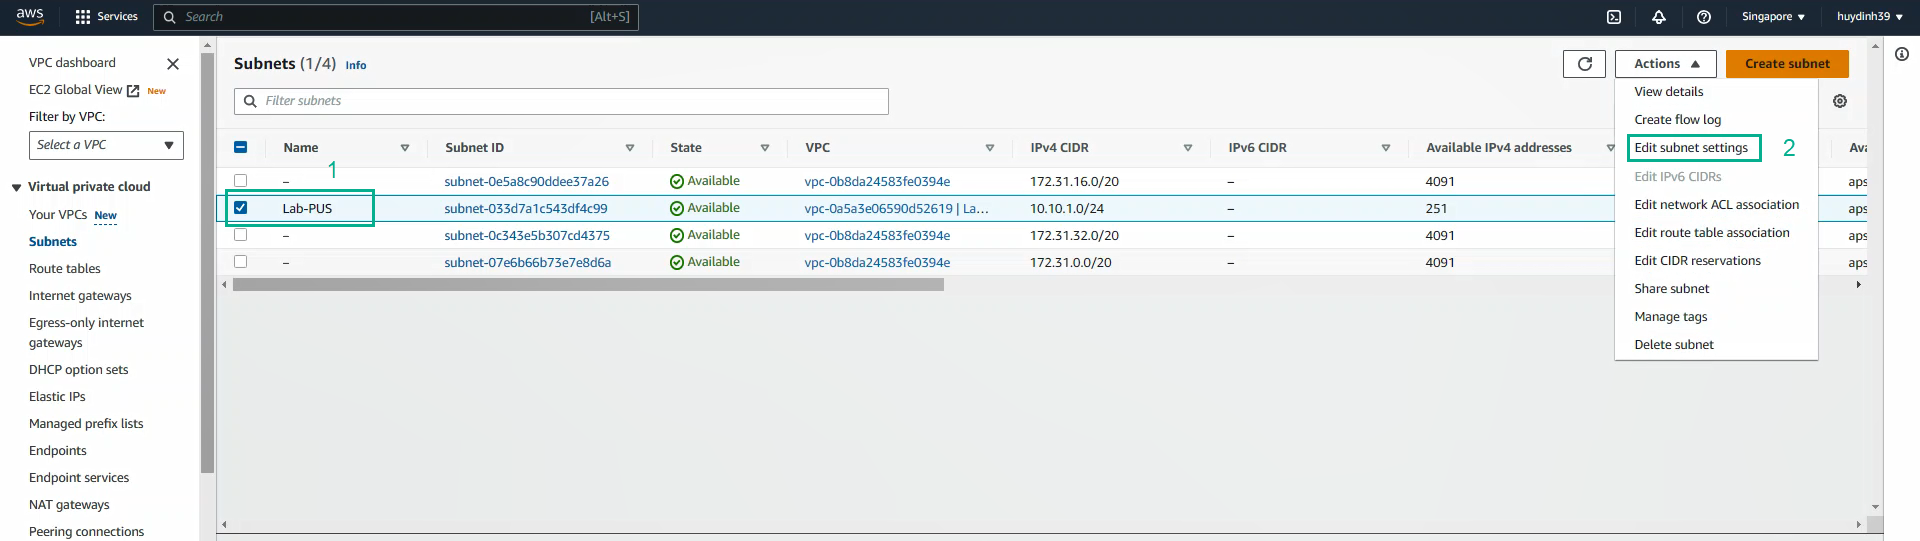 aws
Services
Search
[Alt+S]
Singapore
huydinh39
VPC dashboard
EC2 Global View New
Filter by VPC:
Select a VPC
Virtual private cloud
Your VPCs New
Subnets
Route tables
Internet gateways
Egress-only internet
gateways
DHCP option sets
Elastic IPs
Managed prefix lists
Endpoints
Endpoint services
NAT gateways
Peering connections
Subnets (1/4) Info
Actions
Create subnet
Filter subnets
Name Subnet ID State VPC IPv4 CIDR IPv6 CIDR Available IPv4 addresses Ava
1
– subnet-0e5a8c90ddee37a26 Available vpc-0b8da24583fe0394e 172.31.16.0/20 – 4091 aps
Lab-PUS subnet-033d7a1c543df4c99 Available vpc-0a5a3e06590d52619 | La... 10.10.1.0/24 – 251 aps
– subnet-0c343e5b307cd4375 Available vpc-0b8da24583fe0394e 172.31.32.0/20 – 4091 aps
– subnet-07e6b66b73e7e8d6a Available vpc-0b8da24583fe0394e 172.31.0.0/20 – 4091 aps
View details
Create flow log
Edit subnet settings 2
Edit IPv6 CIDRs
Edit network ACL association
Edit route table association
Edit CIDR reservations
Share subnet
Manage tags
Delete subnet